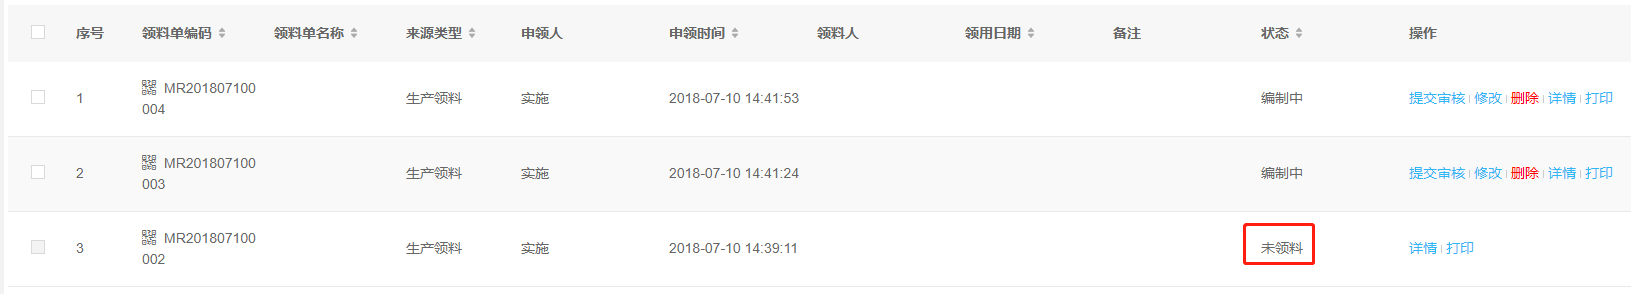 序号 领料单编码 领料单名称 来源类型 申领人 申领时间 领料人 领用日期 备注 状态 操作
1 MR201807100 生产领料 实施 2018-07-10 14:41:53 编制中 提交审核 修改 删除 详情 打印
004
2 MR201807100 生产领料 实施 2018-07-10 14:41:24 编制中 提交审核 修改 删除 详情 打印
003
3 MR201807100 生产领料 实施 2018-07-10 14:39:11 未领料 详情 打印
002